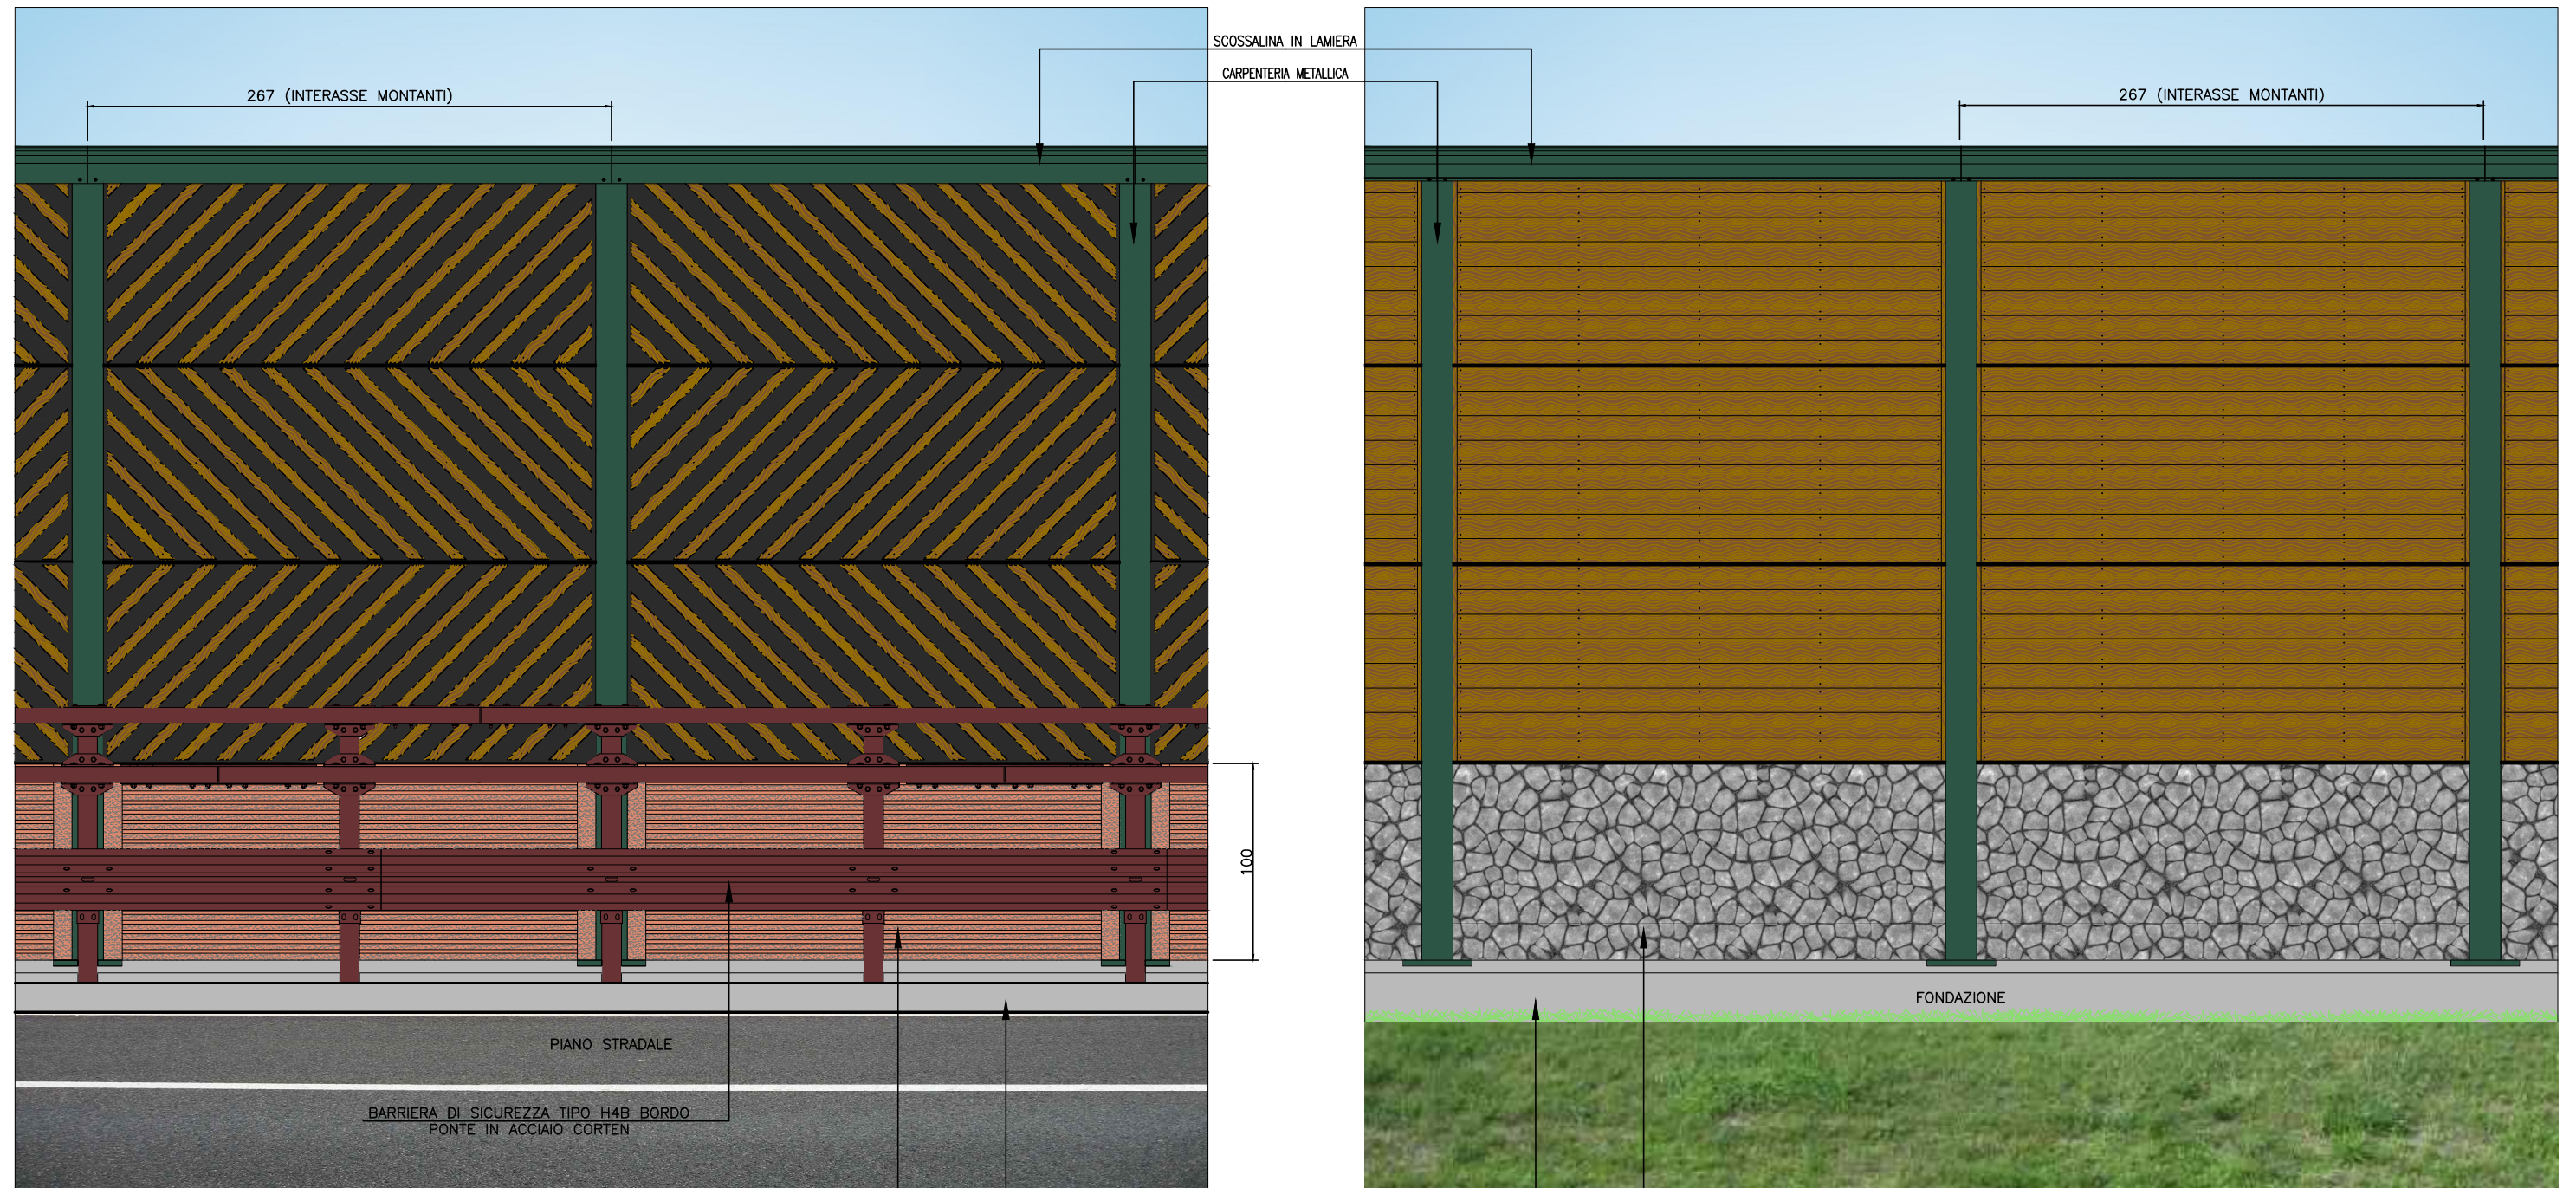 SCOSSALINA IN LAMIERA
CARPENTERIA METALLICA
267 (INTERASSE MONTANTI)
267 (INTERASSE MONTANTI)
100
FONDAZIONE
PIANO STRADALE
BARRIERA DI SICUREZZA TIPO H4B BORDO
PONTE IN ACCIAIO CORTEN